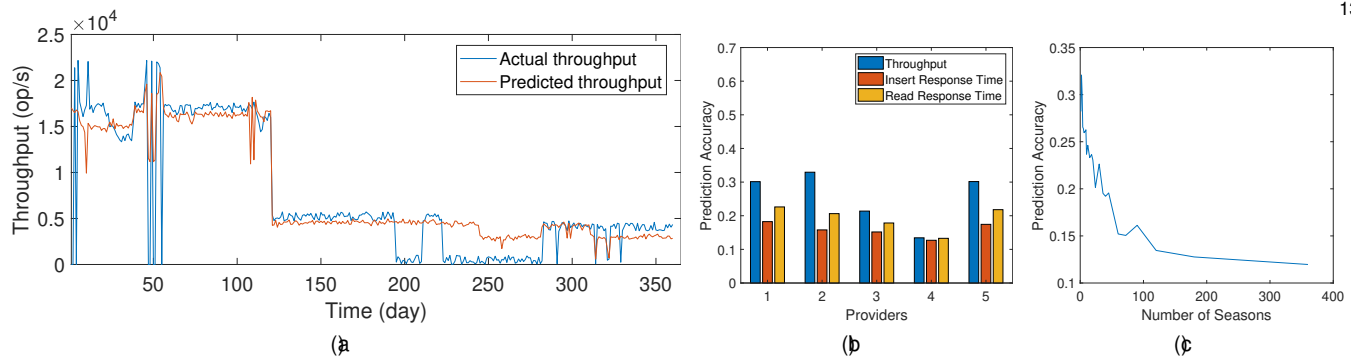 13
×10⁴
2.5
2
1.5
1
0.5
0
50
100
150
200
250
300
350
Throughput (op/s)
Time (day)
Actual throughput
Predicted throughput
(a)
0.7
0.6
0.5
0.4
0.3
0.2
0.1
0
1
2
3
4
5
Prediction Accuracy
Providers
Throughput
Insert Response Time
Read Response Time
(b)
0.35
0.3
0.25
0.2
0.15
0.1
0
100
200
300
400
Prediction Accuracy
Number of Seasons
(c)